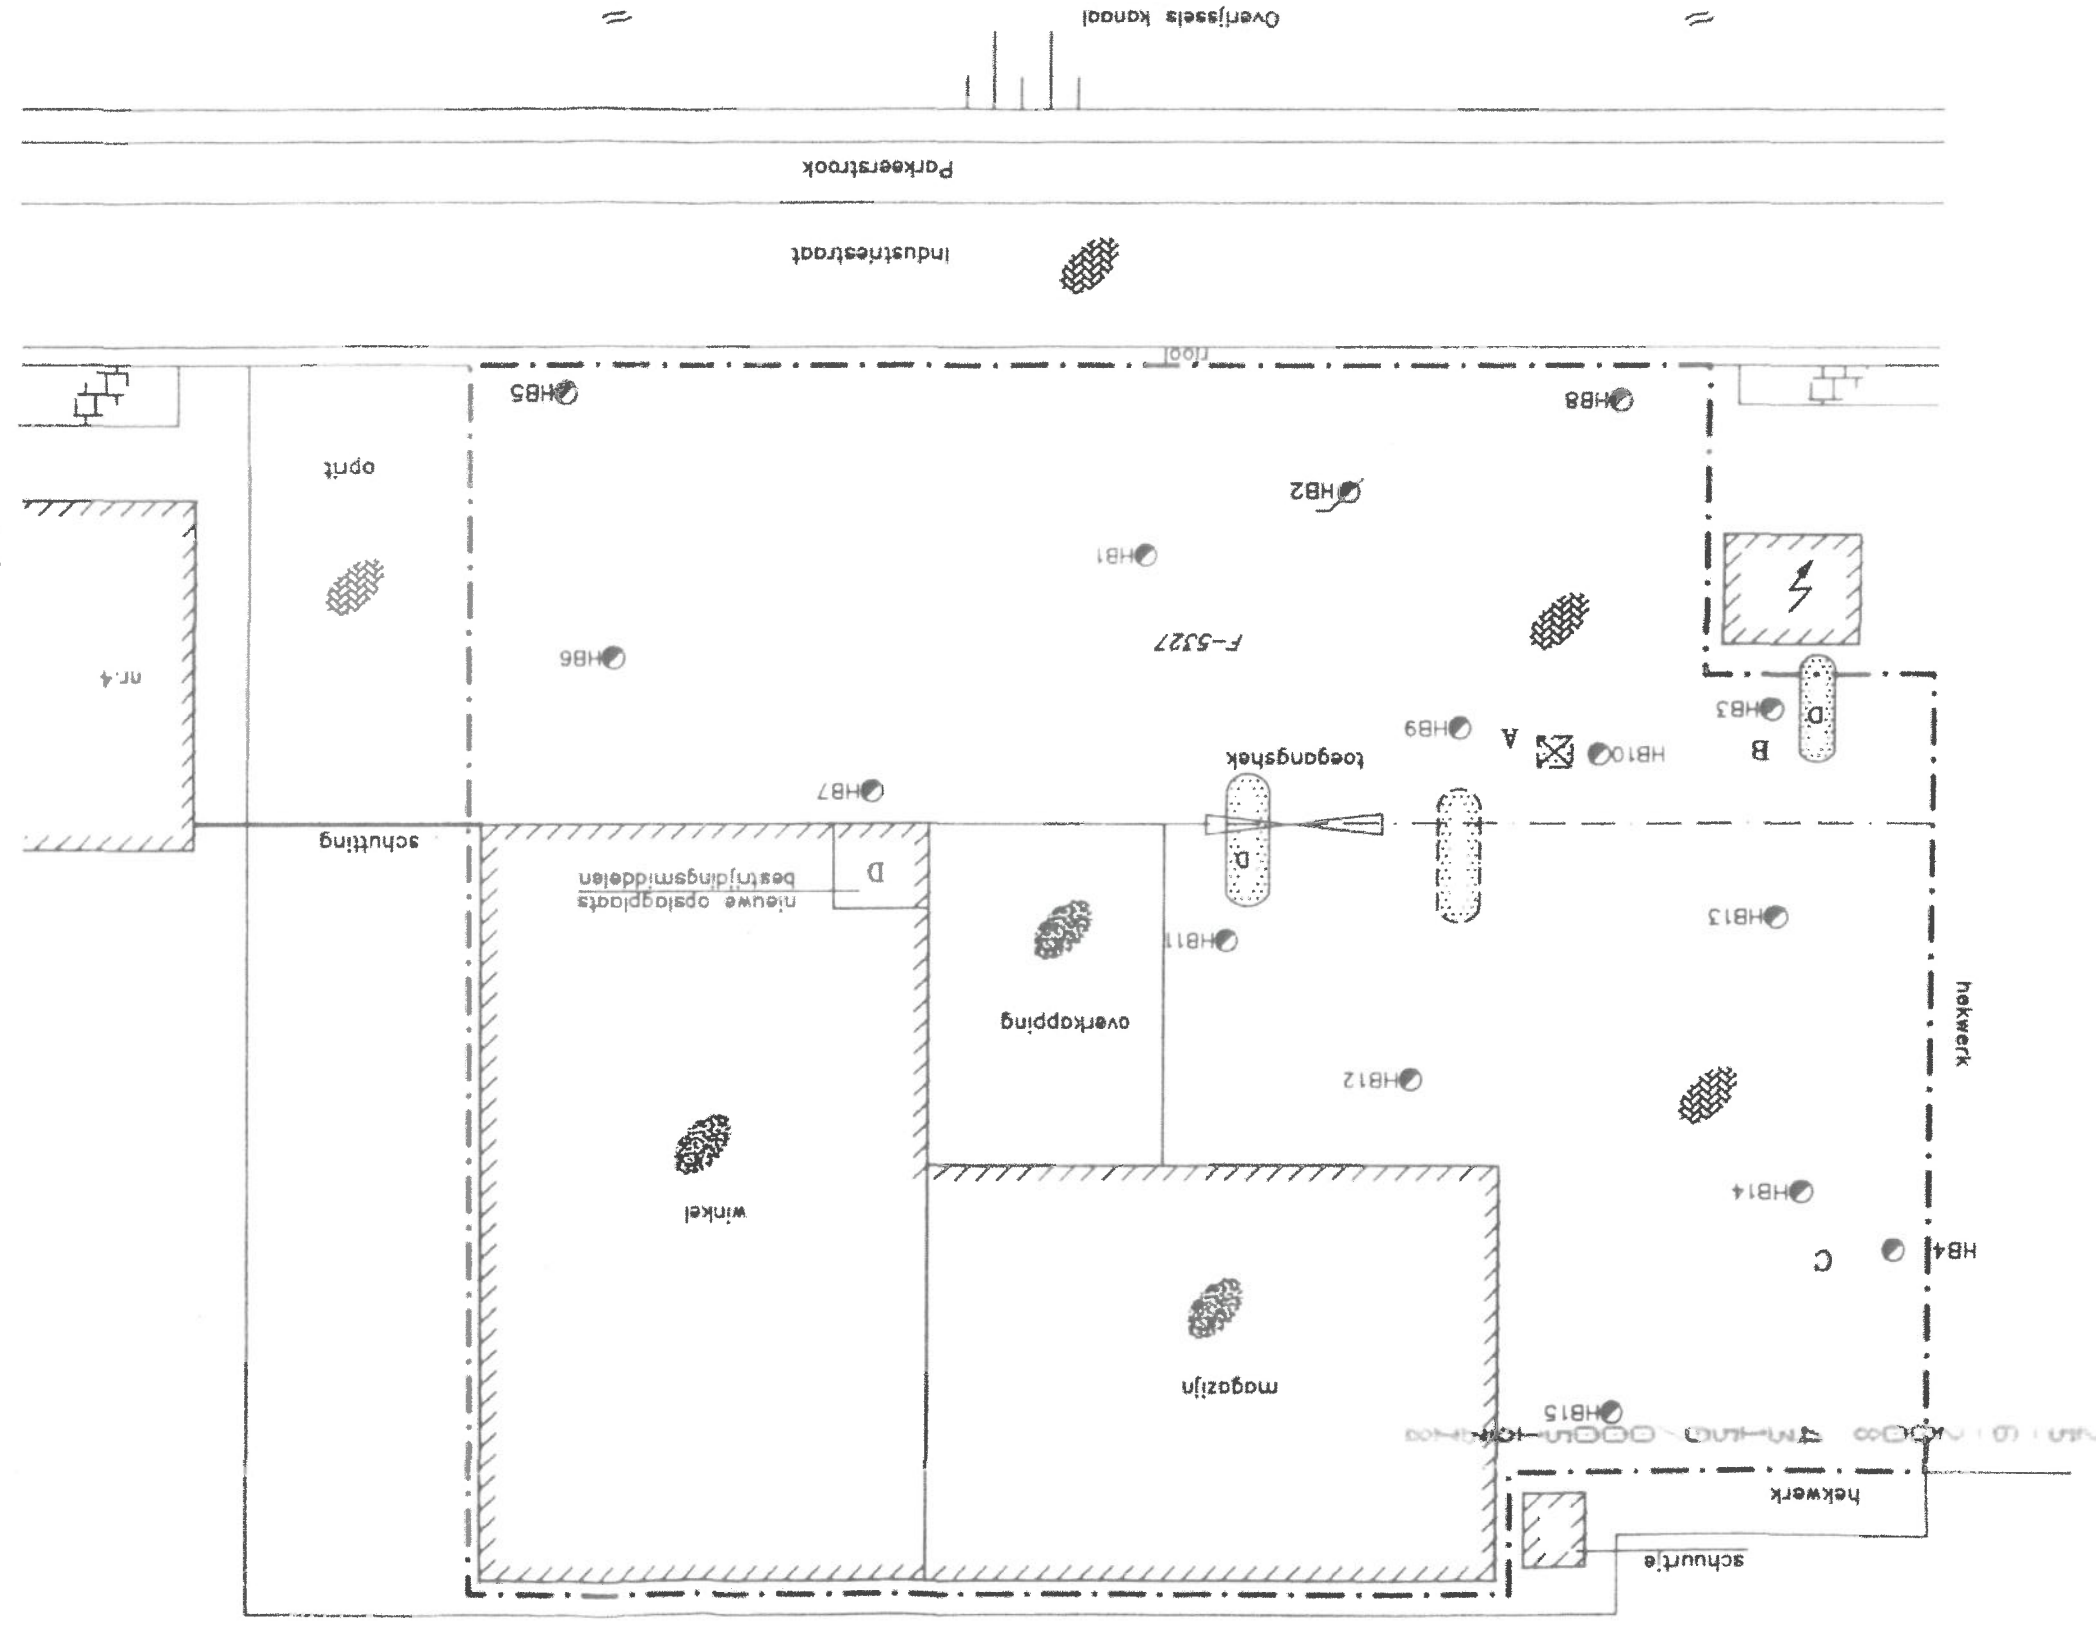 schuurtje
hekwerk
HB15
magazijn
HB4
C
HB14
winkel
HB12
overkapping
hekwerk
HB11
HB13
nieuwe opslagplaats
bestrijdingsmiddelen
D
D
schutting
HB7
toegangshek
HB9
A
HB10
B
HB3
D
nr.4
HB6
F-5327
HB1
HB2
oprit
HB5
HB8
riool
Industriestraat
Parkeerstrook
Overijssels kanaal